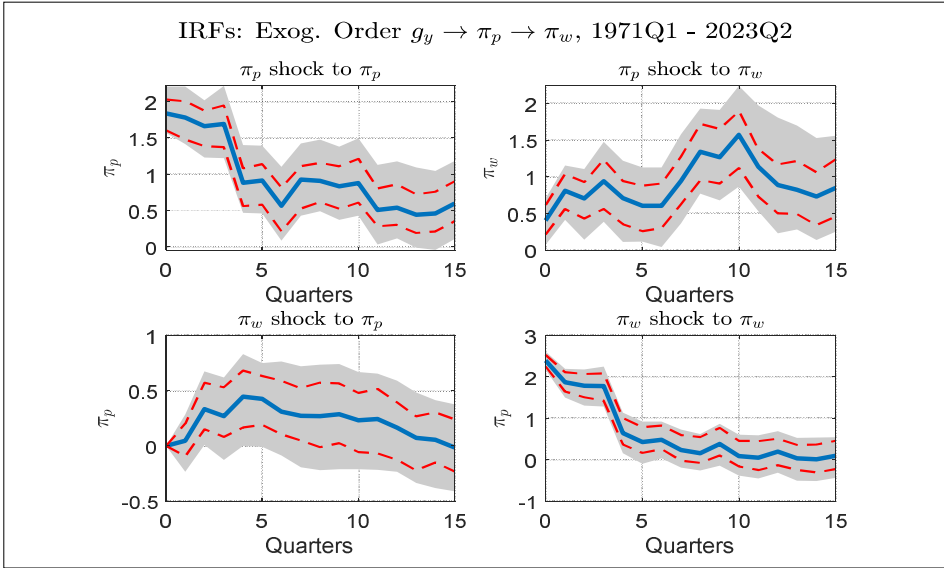 IRFs: Exog. Order g_y → π_p → π_w, 1971Q1 - 2023Q2
π_p shock to π_p
π_p shock to π_w
π_p
2
1.5
1
0.5
0
0 5 10 15
Quarters
π_w
2
1.5
1
0.5
0
0 5 10 15
Quarters
π_w shock to π_p
π_w shock to π_w
π_p
1
0.5
0
-0.5
0 5 10 15
Quarters
π_p
3
2
1
0
-1
0 5 10 15
Quarters